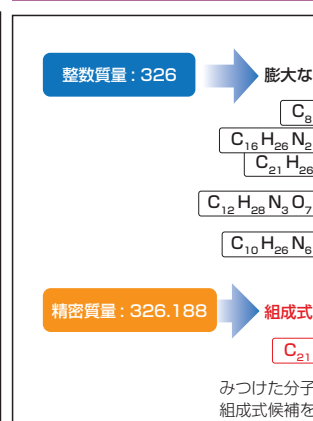 整数質量 : 326
膨大な
C₈
C₁₆H₂₆N₂
C₂₁H₂₆
C₁₂H₂₈N₃O₇
C₁₀H₂₆N₆
精密質量 : 326.188
組成式
C₂₁
みつけた分子
組成式候補を